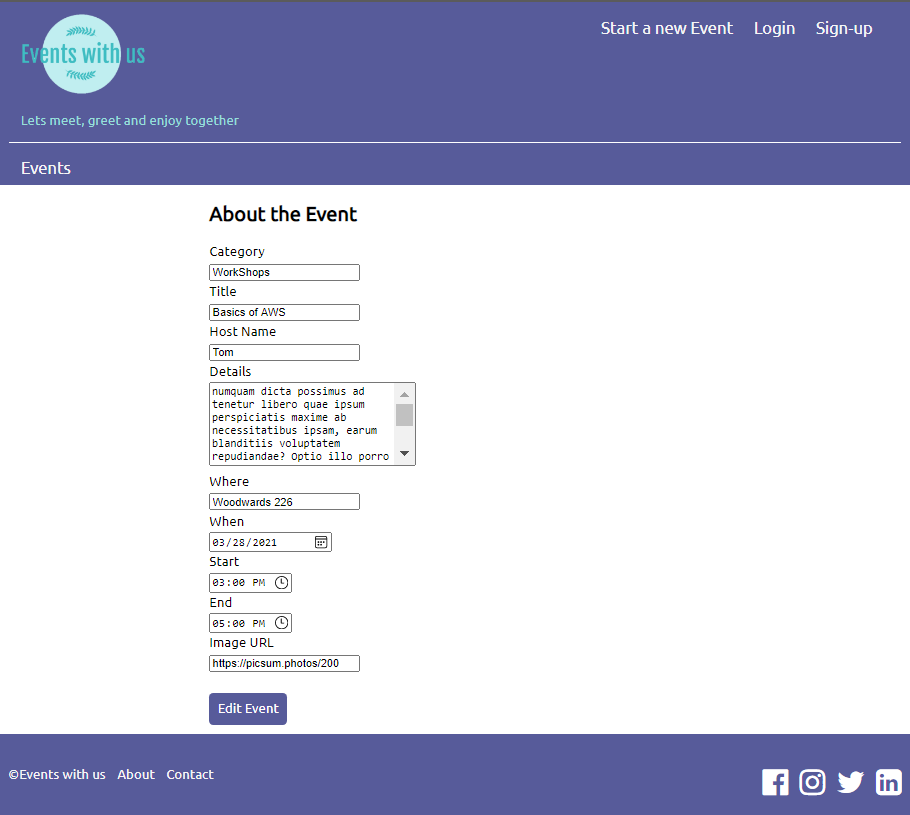 Start a new Event Login Sign-up
Events with us
Lets meet, greet and enjoy together
Events
About the Event
Category
WorkShops
Title
Basics of AWS
Host Name
Tom
Details
numquam dicta possimus ad
tenetur libero quae ipsum
perspiciatis maxime ab
necessitatibus ipsam, earum
blanditiis voluptatem
repudiandae? Optio illo porro
Where
Woodwards 226
When
03/28/2021
Start
03:00 PM
End
05:00 PM
Image URL
https://picsum.photos/200
Edit Event
©Events with us About Contact